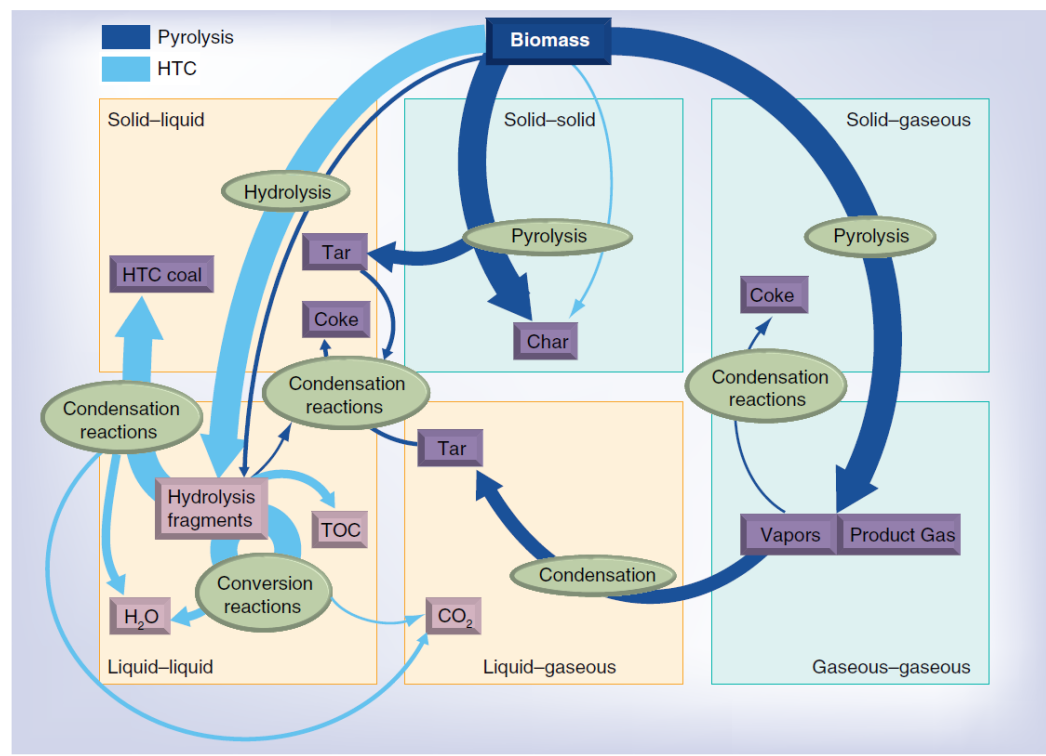 Pyrolysis
HTC
Biomass
Solid–liquid
Solid–solid
Solid–gaseous
Hydrolysis
Pyrolysis
Pyrolysis
Tar
HTC coal
Coke
Coke
Char
Condensation
reactions
Condensation
reactions
Condensation
reactions
Tar
Hydrolysis
fragments
TOC
Vapors
Product Gas
Conversion
reactions
Condensation
H₂O
CO₂
Liquid–liquid
Liquid–gaseous
Gaseous–gaseous